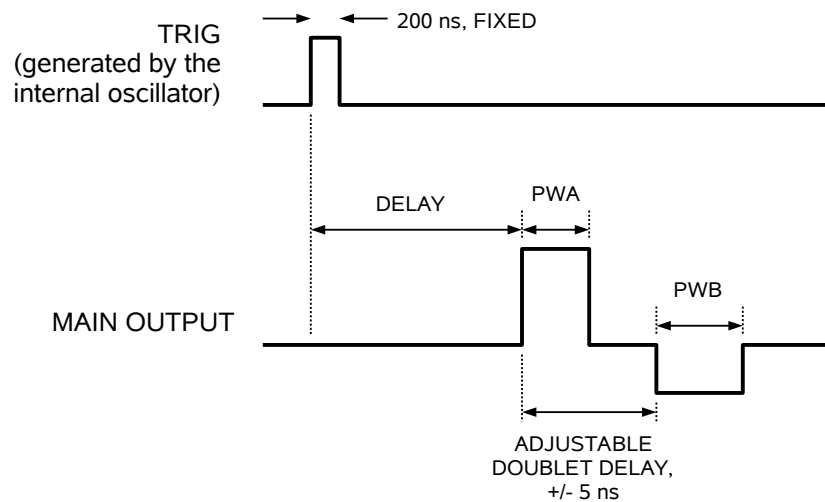 200 ns, FIXED
TRIG
(generated by the
internal oscillator)
DELAY
PWA
PWB
MAIN OUTPUT
ADJUSTABLE
DOUBLET DELAY,
+/- 5 ns